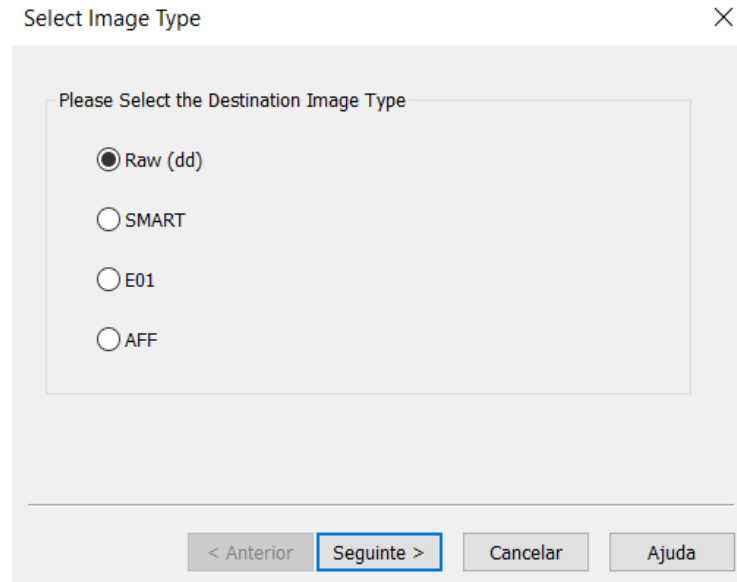 Select Image Type
Please Select the Destination Image Type
Raw (dd)
SMART
E01
AFF
< Anterior
Seguinte >
Cancelar
Ajuda